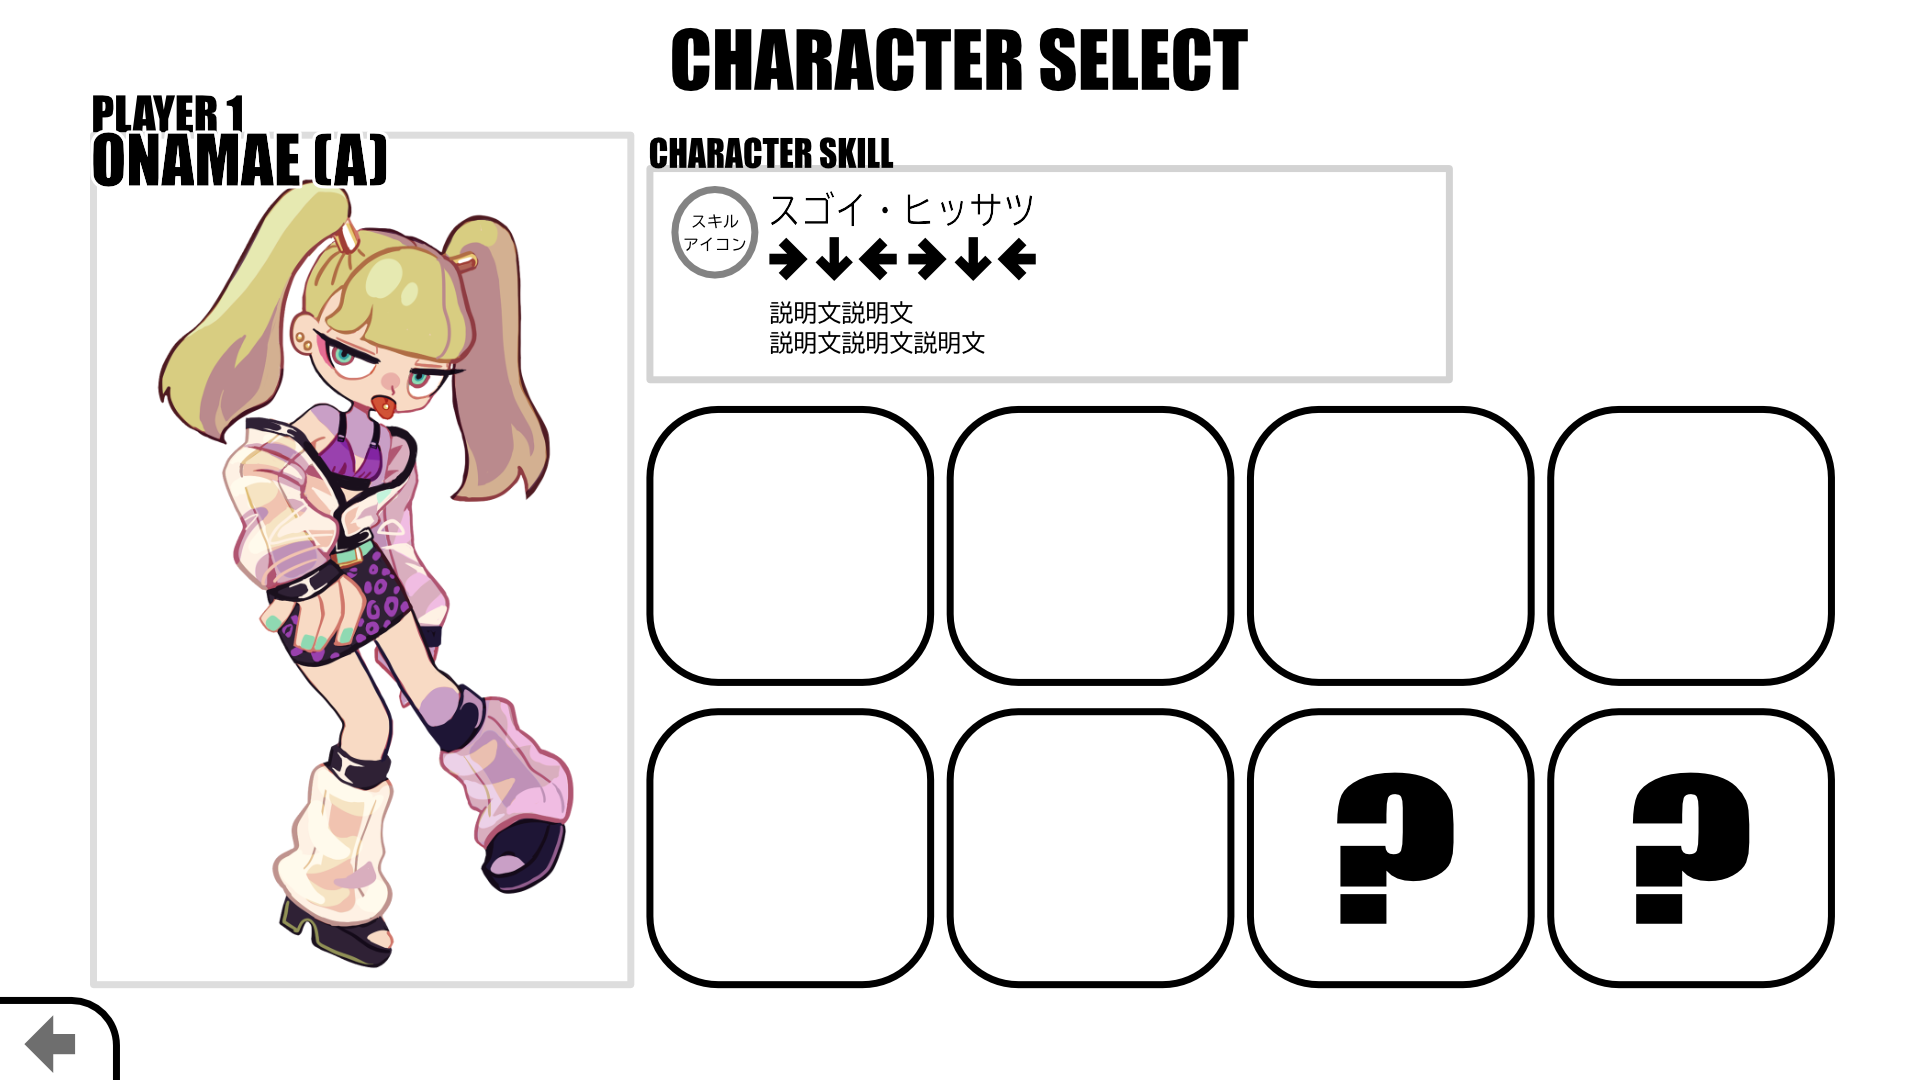 CHARACTER SELECT
PLAYER 1
ONAMAE (A)
CHARACTER SKILL
スキル
アイコン
スゴイ・ヒッサツ
→↓←→↓←
説明文説明文
説明文説明文説明文
?
?